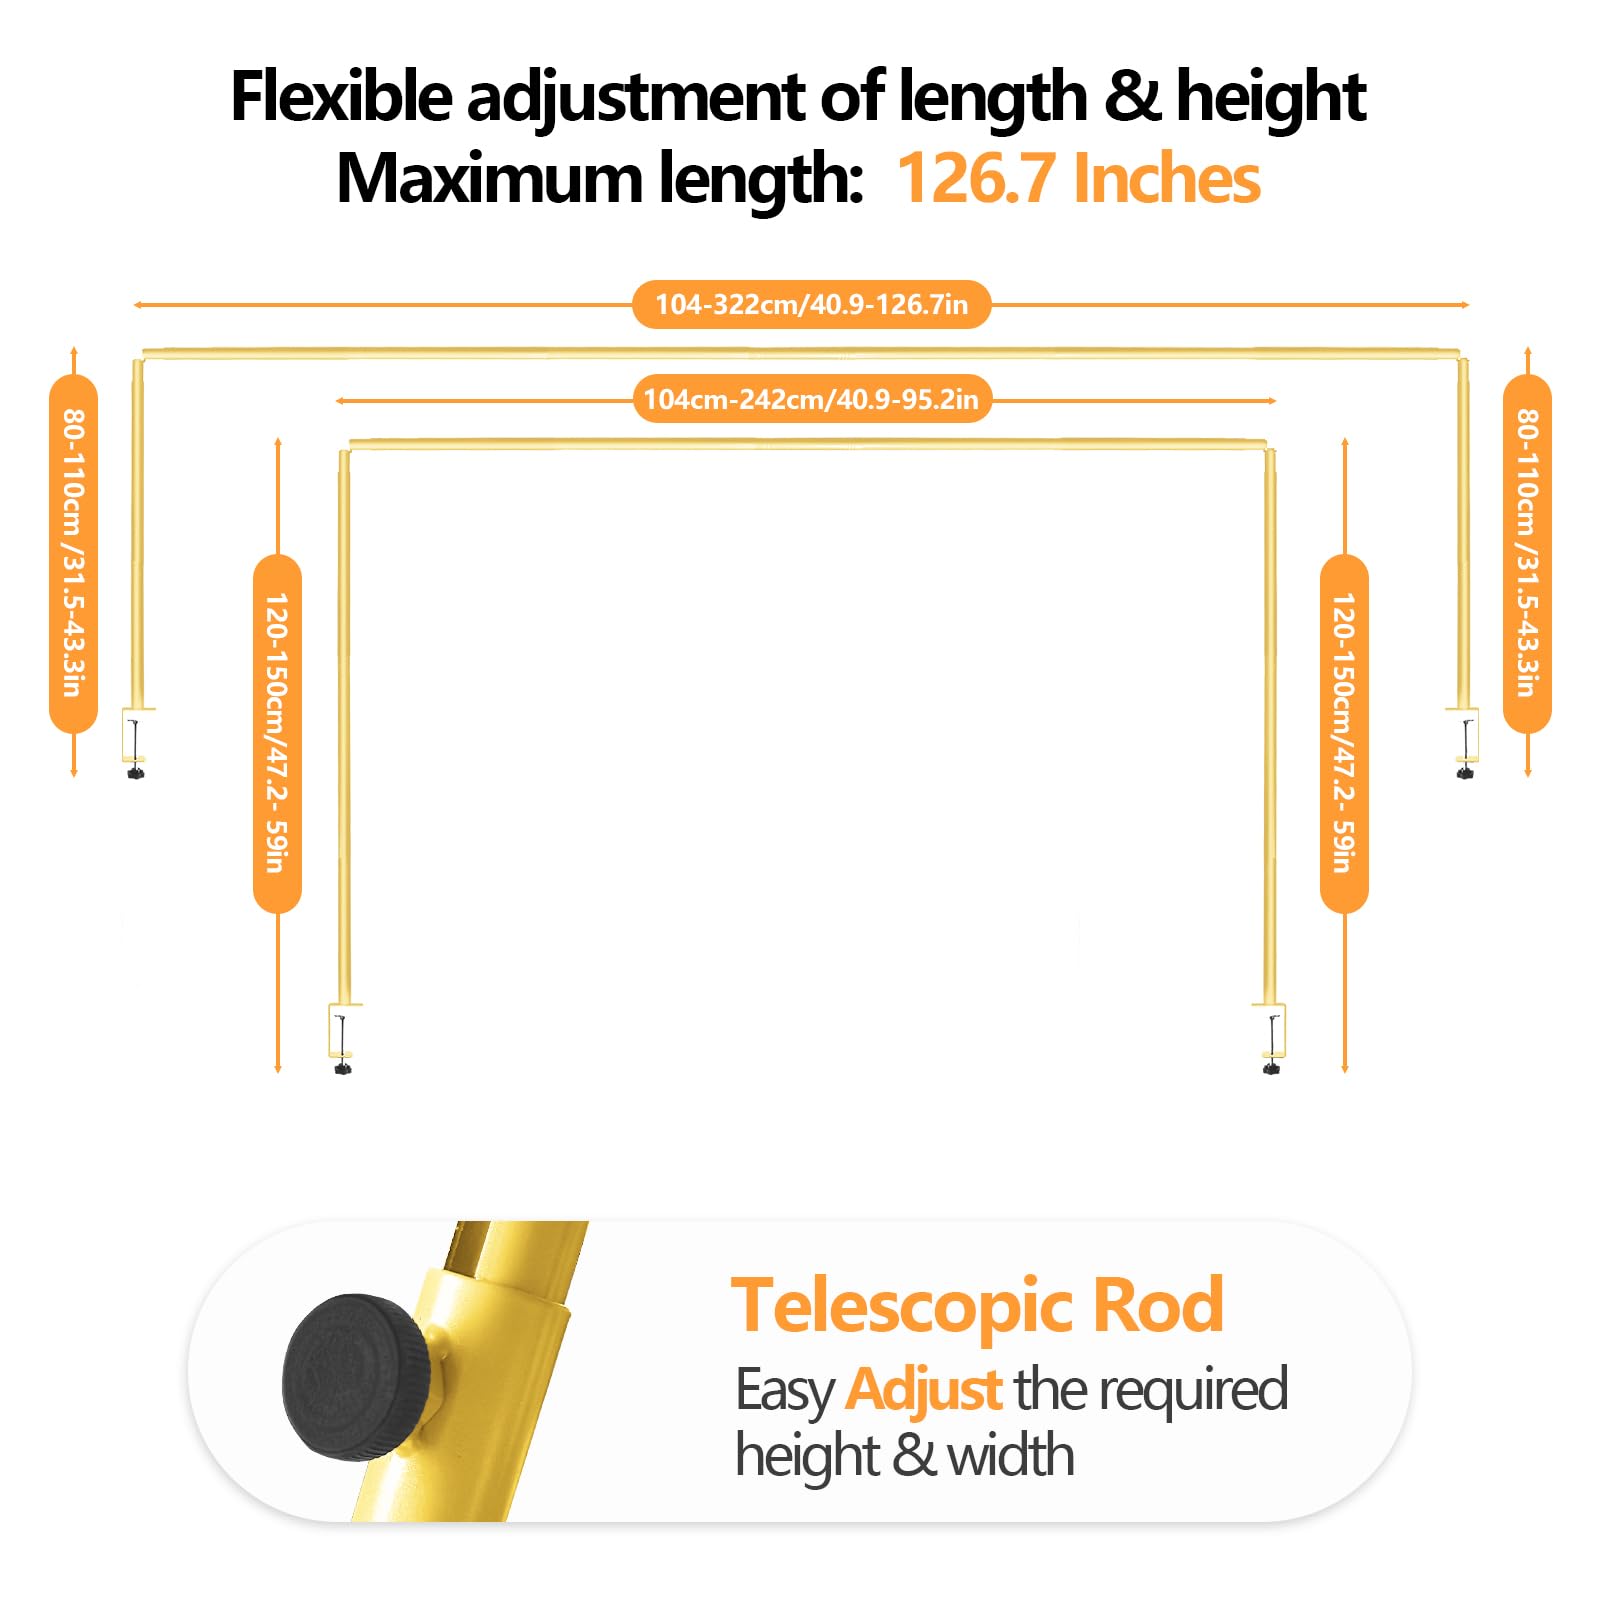 Flexible adjustment of length & height
Maximum length: 126.7 Inches
104-322cm/40.9-126.7in
104cm-242cm/40.9-95.2in
80-110cm /31.5-43.3in
120-150cm/47.2- 59in
120-150cm/47.2- 59in
80-110cm /31.5-43.3in
Telescopic Rod
Easy Adjust the required
height & width